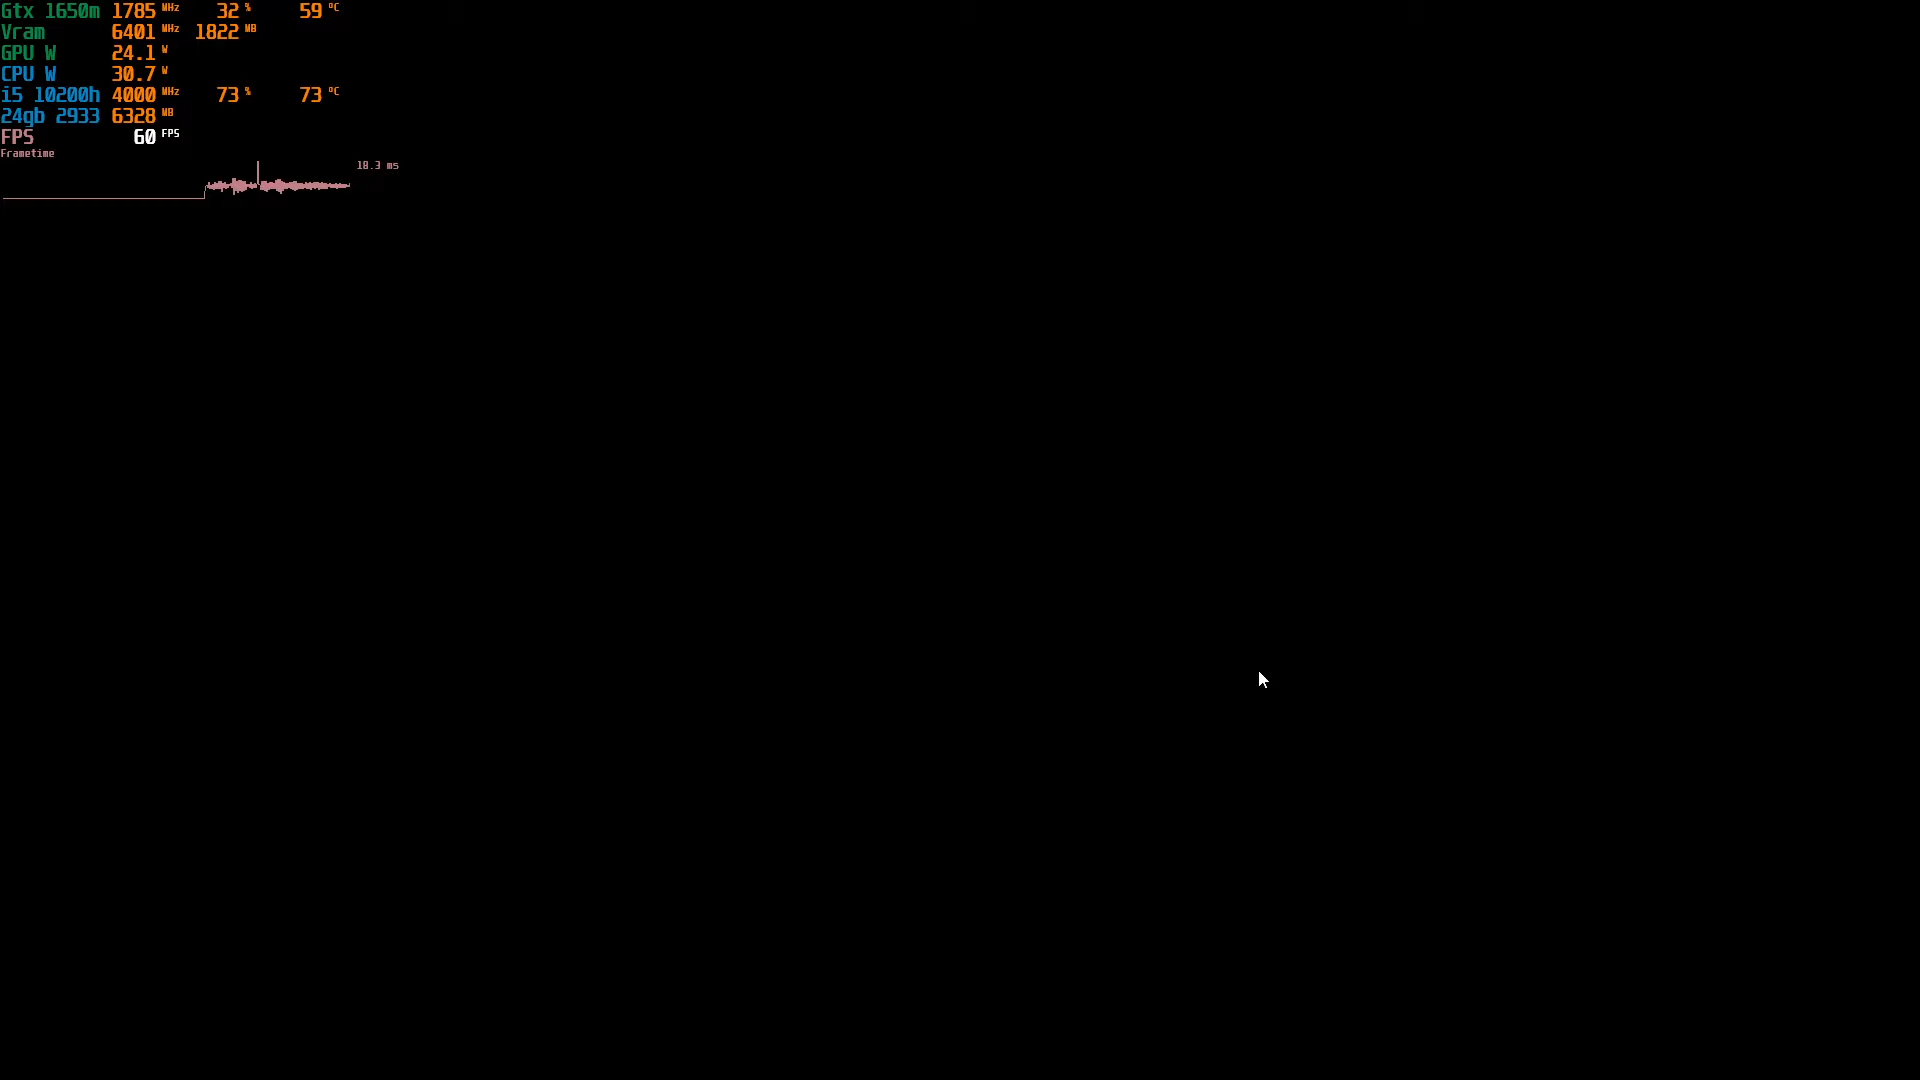 Gtx 1650m 1785 MHz 32 % 59 °C
Vram 6401 MHz 1822 MB
GPU W 24.1 W
CPU W 30.7 W
i5 10200h 4000 MHz 73 % 73 °C
24gb 2933 6328 MB
FPS 60 FPS
Frametime
18.3 ms